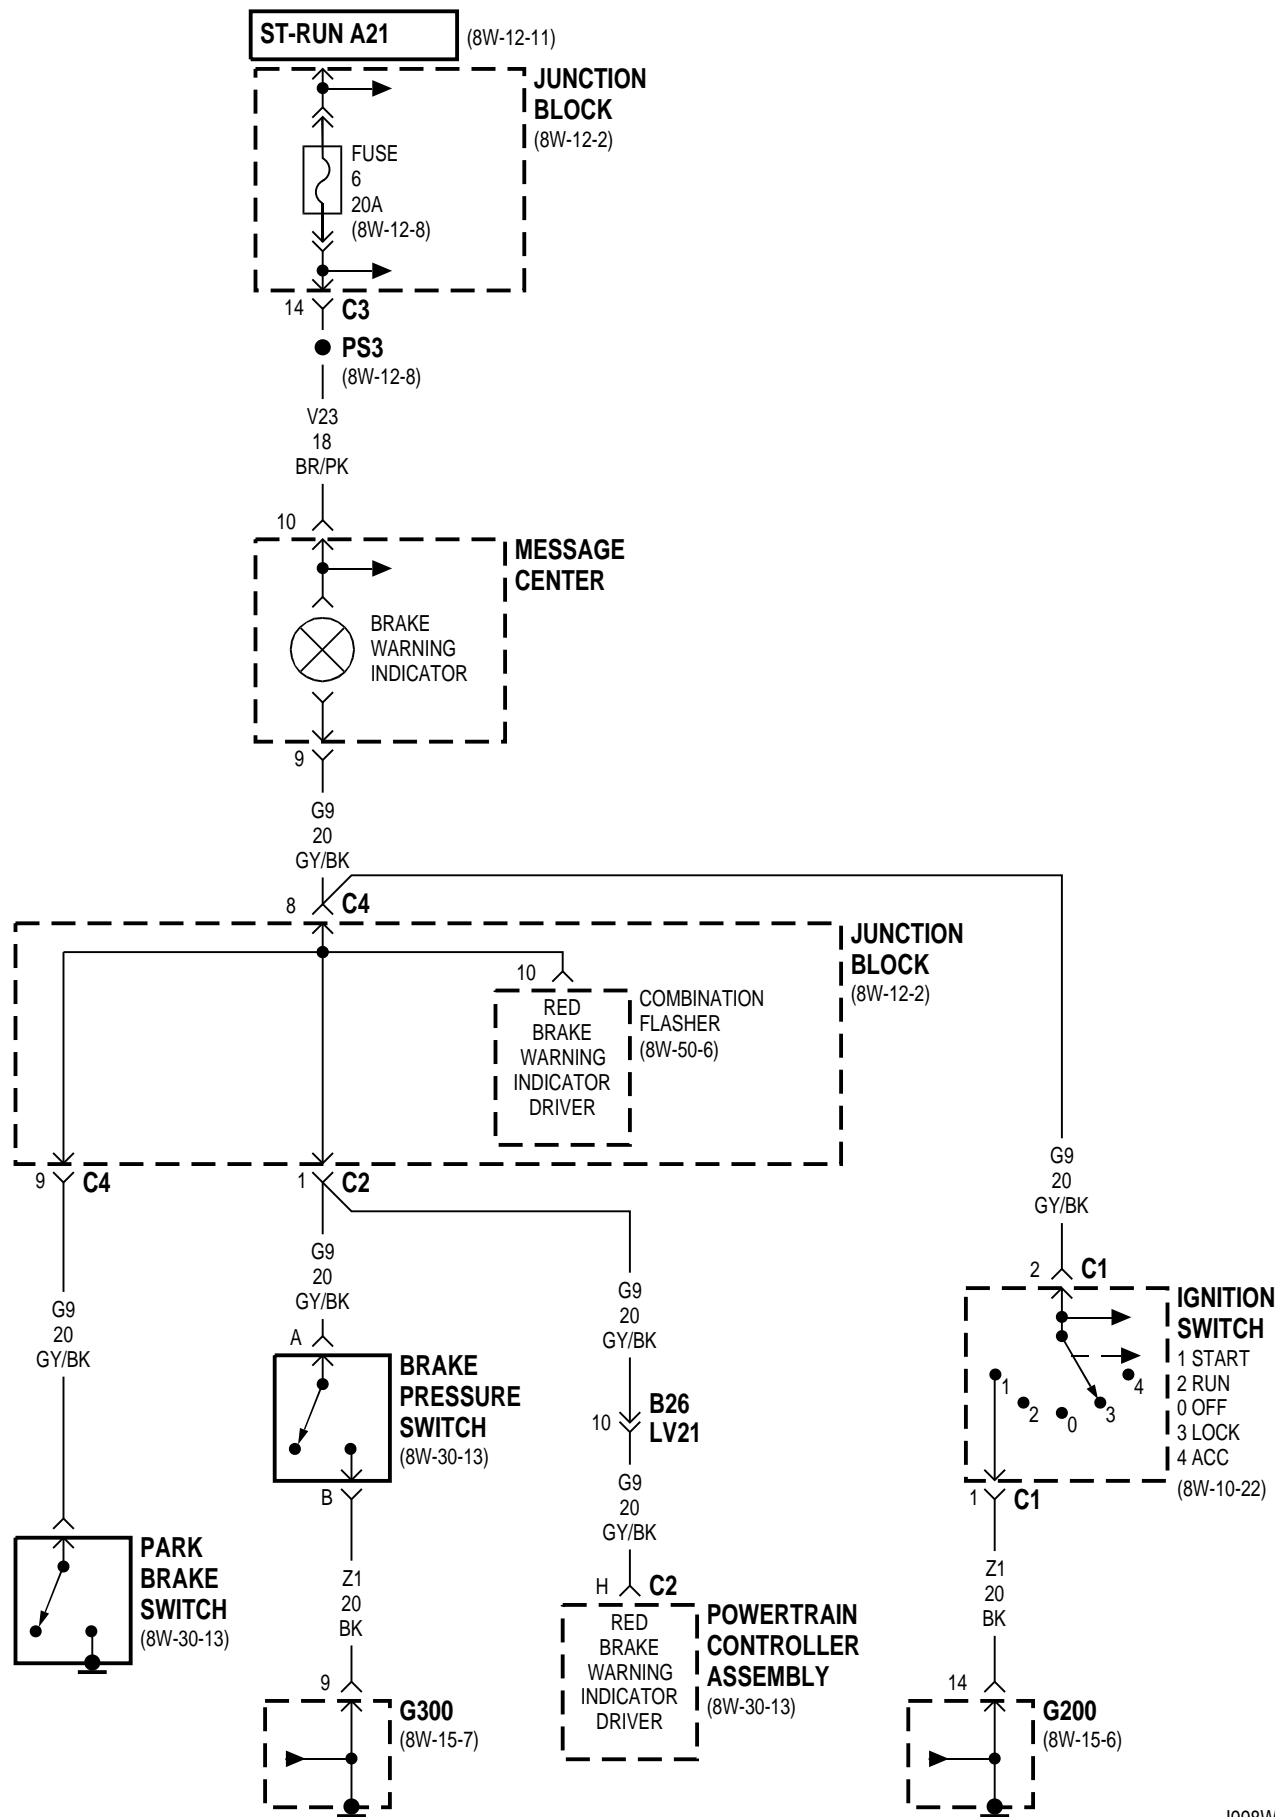 ST-RUN A21
(8W-12-11)
JUNCTION
BLOCK
(8W-12-2)
FUSE
6
20A
(8W-12-8)
14
C3
PS3
(8W-12-8)
V23
18
BR/PK
10
MESSAGE
CENTER
BRAKE
WARNING
INDICATOR
9
G9
20
GY/BK
8
C4
JUNCTION
BLOCK
(8W-12-2)
10
RED
BRAKE
WARNING
INDICATOR
DRIVER
COMBINATION
FLASHER
(8W-50-6)
9
C4
1
C2
G9
20
GY/BK
G9
20
GY/BK
G9
20
GY/BK
G9
20
GY/BK
2
C1
IGNITION
SWITCH
1 START
2 RUN
0 OFF
3 LOCK
4 ACC
(8W-10-22)
1
2
0
3
4
A
BRAKE
PRESSURE
SWITCH
(8W-30-13)
B
10
B26
LV21
G9
20
GY/BK
1
C1
PARK
BRAKE
SWITCH
(8W-30-13)
Z1
20
BK
H
C2
RED
BRAKE
WARNING
INDICATOR
DRIVER
POWERTRAIN
CONTROLLER
ASSEMBLY
(8W-30-13)
Z1
20
BK
9
G300
(8W-15-7)
14
G200
(8W-15-6)